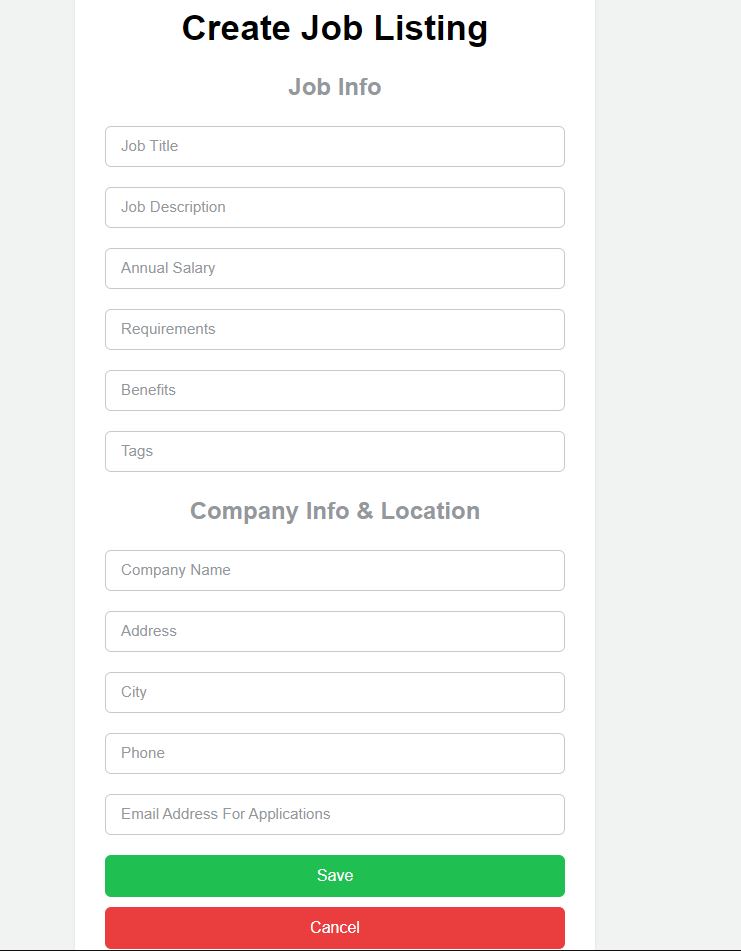 Create Job Listing
Job Info
Job Title
Job Description
Annual Salary
Requirements
Benefits
Tags
Company Info & Location
Company Name
Address
City
Phone
Email Address For Applications
Save
Cancel